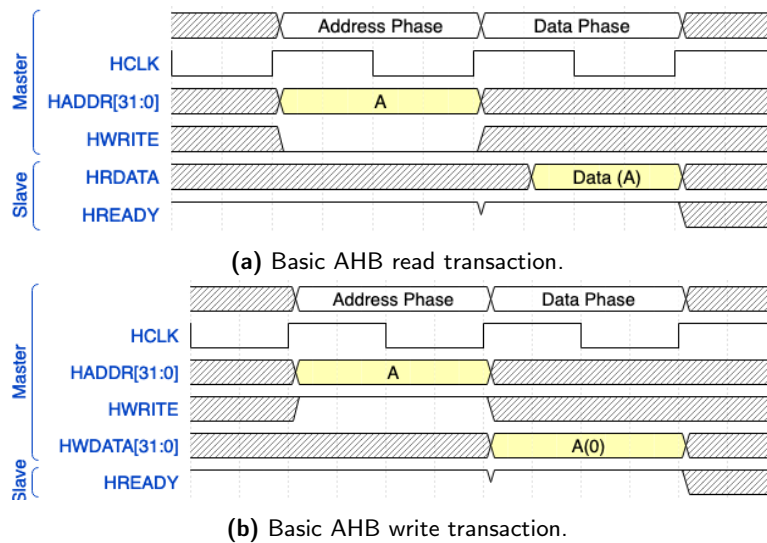 Address Phase Data Phase
Master
HCLK
HADDR[31:0] A
HWRITE
Slave
HRDATA Data (A)
HREADY
(a) Basic AHB read transaction.
Address Phase Data Phase
Master
HCLK
HADDR[31:0] A
HWRITE
HWDATA[31:0] A(0)
Slave
HREADY
(b) Basic AHB write transaction.